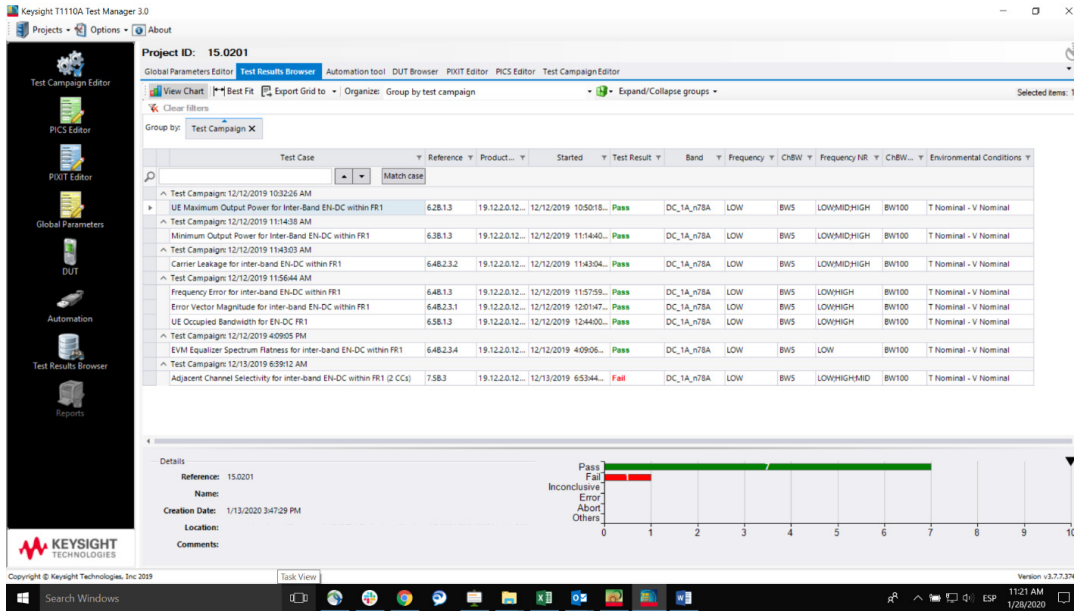 Keysight T1110A Test Manager 3.0
Projects Options About
Project ID: 15.0201
Global Parameters Editor Test Results Browser Automation tool DUT Browser PIXIT Editor PICS Editor Test Campaign Editor
View Chart Best Fit Export Grid to Organize: Group by test campaign Expand/Collapse groups Selected items: 1
Clear filters
Group by: Test Campaign
Test Case Reference Product... Started Test Result Band Frequency ChBW Frequency NR ChBW... Environmental Conditions
Match case
Test Campaign: 12/12/2019 10:32:26 AM
UE Maximum Output Power for Inter-Band EN-DC within FR1 6.2B.1.3 19.12.2.0.12... 12/12/2019 10:50:18... Pass DC_1A_n78A LOW BW5 LOW;MID;HIGH BW100 T Nominal - V Nominal
Test Campaign: 12/12/2019 11:14:38 AM
Minimum Output Power for Inter-Band EN-DC within FR1 6.3B.1.3 19.12.2.0.12... 12/12/2019 11:14:40... Pass DC_1A_n78A LOW BW5 LOW;MID;HIGH BW100 T Nominal - V Nominal
Test Campaign: 12/12/2019 11:43:03 AM
Carrier Leakage for inter-band EN-DC within FR1 6.4B.2.3.2 19.12.2.0.12... 12/12/2019 11:43:04... Pass DC_1A_n78A LOW BW5 LOW;MID;HIGH BW100 T Nominal - V Nominal
Test Campaign: 12/12/2019 11:56:44 AM
Frequency Error for inter-band EN-DC within FR1 6.4B.1.3 19.12.2.0.12... 12/12/2019 11:57:59... Pass DC_1A_n78A LOW BW5 LOW;HIGH BW100 T Nominal - V Nominal
Error Vector Magnitude for inter-band EN-DC within FR1 6.4B.2.3.1 19.12.2.0.12... 12/12/2019 12:01:47... Pass DC_1A_n78A LOW BW5 LOW;HIGH BW100 T Nominal - V Nominal
UE Occupied Bandwidth for EN-DC FR1 6.5B.1.3 19.12.2.0.12... 12/12/2019 12:44:00... Pass DC_1A_n78A LOW BW5 LOW;HIGH BW100 T Nominal - V Nominal
Test Campaign: 12/12/2019 4:09:05 PM
EVM Equalizer Spectrum Flatness for inter-band EN-DC within FR1 6.4B.2.3.4 19.12.2.0.12... 12/12/2019 4:09:06... Pass DC_1A_n78A LOW BW5 LOW BW100 T Nominal - V Nominal
Test Campaign: 12/13/2019 6:39:12 AM
Adjacent Channel Selectivity for inter-band EN-DC within FR1 (2 CCs) 7.5B.3 19.12.2.0.12... 12/13/2019 6:53:44... Fail DC_1A_n78A LOW BW5 LOW;HIGH;MID BW100 T Nominal - V Nominal
Test Campaign Editor
PICS Editor
PIXIT Editor
Global Parameters
DUT
Automation
Test Results Browser
Reports
KEYSIGHT
TECHNOLOGIES
Details
Reference: 15.0201
Name:
Creation Date: 1/13/2020 3:47:29 PM
Location:
Comments:
Pass 7
Fail 1
Inconclusive
Error
Abort
Others
0 1 2 3 4 5 6 7 8 9 10
Copyright © Keysight Technologies, Inc 2019
Task View
Version v3.7.7.374
Search Windows
ESP
11:21 AM
1/28/2020